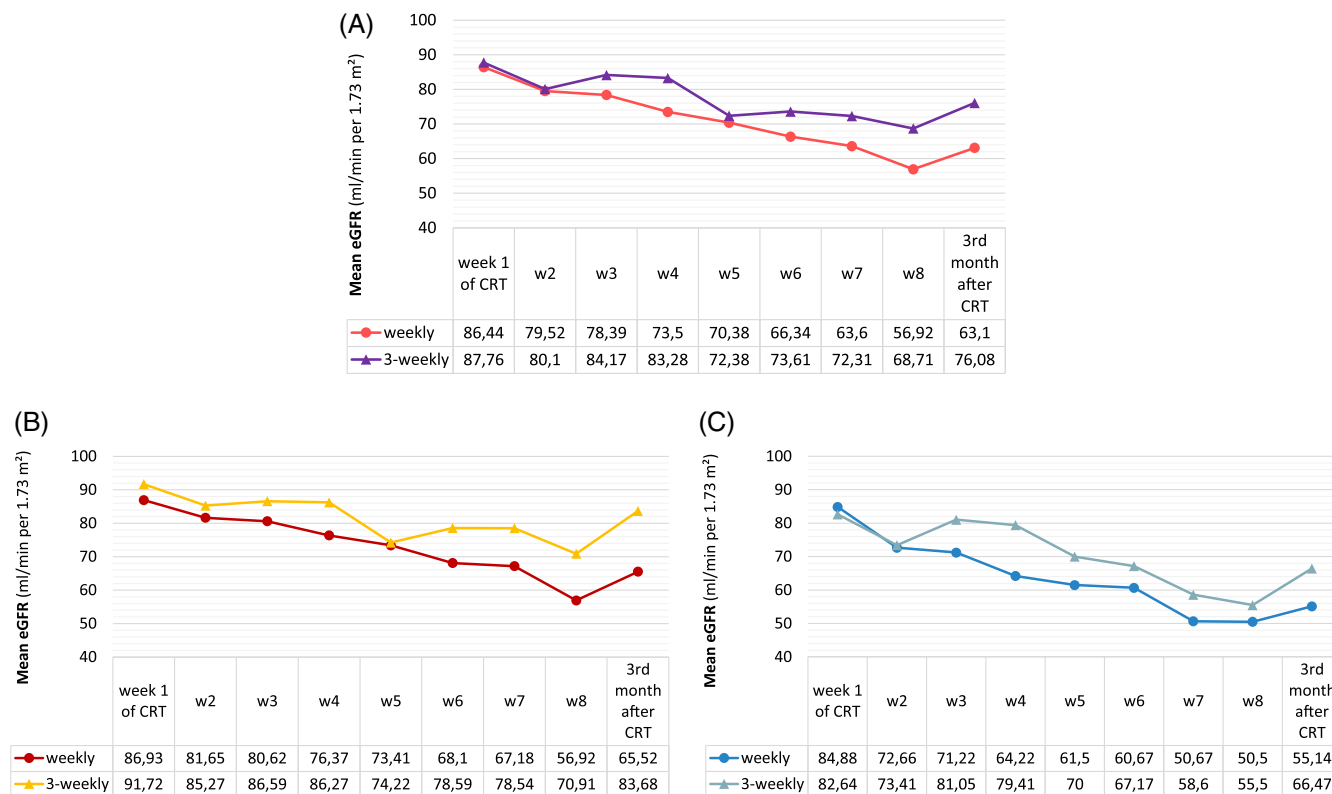 (A)
Mean eGFR (ml/min per 1.73 m²)
100
90
80
70
60
50
40
week 1 of CRT w2 w3 w4 w5 w6 w7 w8 3rd month after CRT
weekly 86,44 79,52 78,39 73,5 70,38 66,34 63,6 56,92 63,1
3-weekly 87,76 80,1 84,17 83,28 72,38 73,61 72,31 68,71 76,08
(B)
Mean eGFR (ml/min per 1.73 m²)
100
90
80
70
60
50
40
week 1 of CRT w2 w3 w4 w5 w6 w7 w8 3rd month after CRT
weekly 86,93 81,65 80,62 76,37 73,41 68,1 67,18 56,92 65,52
3-weekly 91,72 85,27 86,59 86,27 74,22 78,59 78,54 70,91 83,68
(C)
Mean eGFR (ml/min per 1.73 m²)
100
90
80
70
60
50
40
week 1 of CRT w2 w3 w4 w5 w6 w7 w8 3rd month after CRT
weekly 84,88 72,66 71,22 64,22 61,5 60,67 50,67 50,5 55,14
3-weekly 82,64 73,41 81,05 79,41 70 67,17 58,6 55,5 66,47